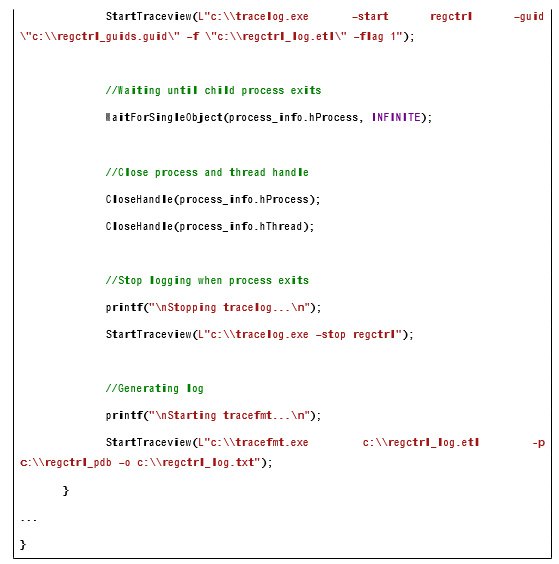 StartTraceview(L"c:\\tracelog.exe -start regctrl -guid
\"c:\\regctrl_guids.guid\" -f \"c:\\regctrl_log.etl\" -flag 1");
//Waiting until child process exits
WaitForSingleObject(process_info.hProcess, INFINITE);
//Close process and thread handle
CloseHandle(process_info.hProcess);
CloseHandle(process_info.hThread);
//Stop logging when process exits
printf("\nStopping tracelog...\n");
StartTraceview(L"c:\\tracelog.exe -stop regctrl");
//Generating log
printf("\nStarting tracefmt...\n");
StartTraceview(L"c:\\tracefmt.exe c:\\regctrl_log.etl -p
c:\\regctrl_pdb -o c:\\regctrl_log.txt");
}
...
}